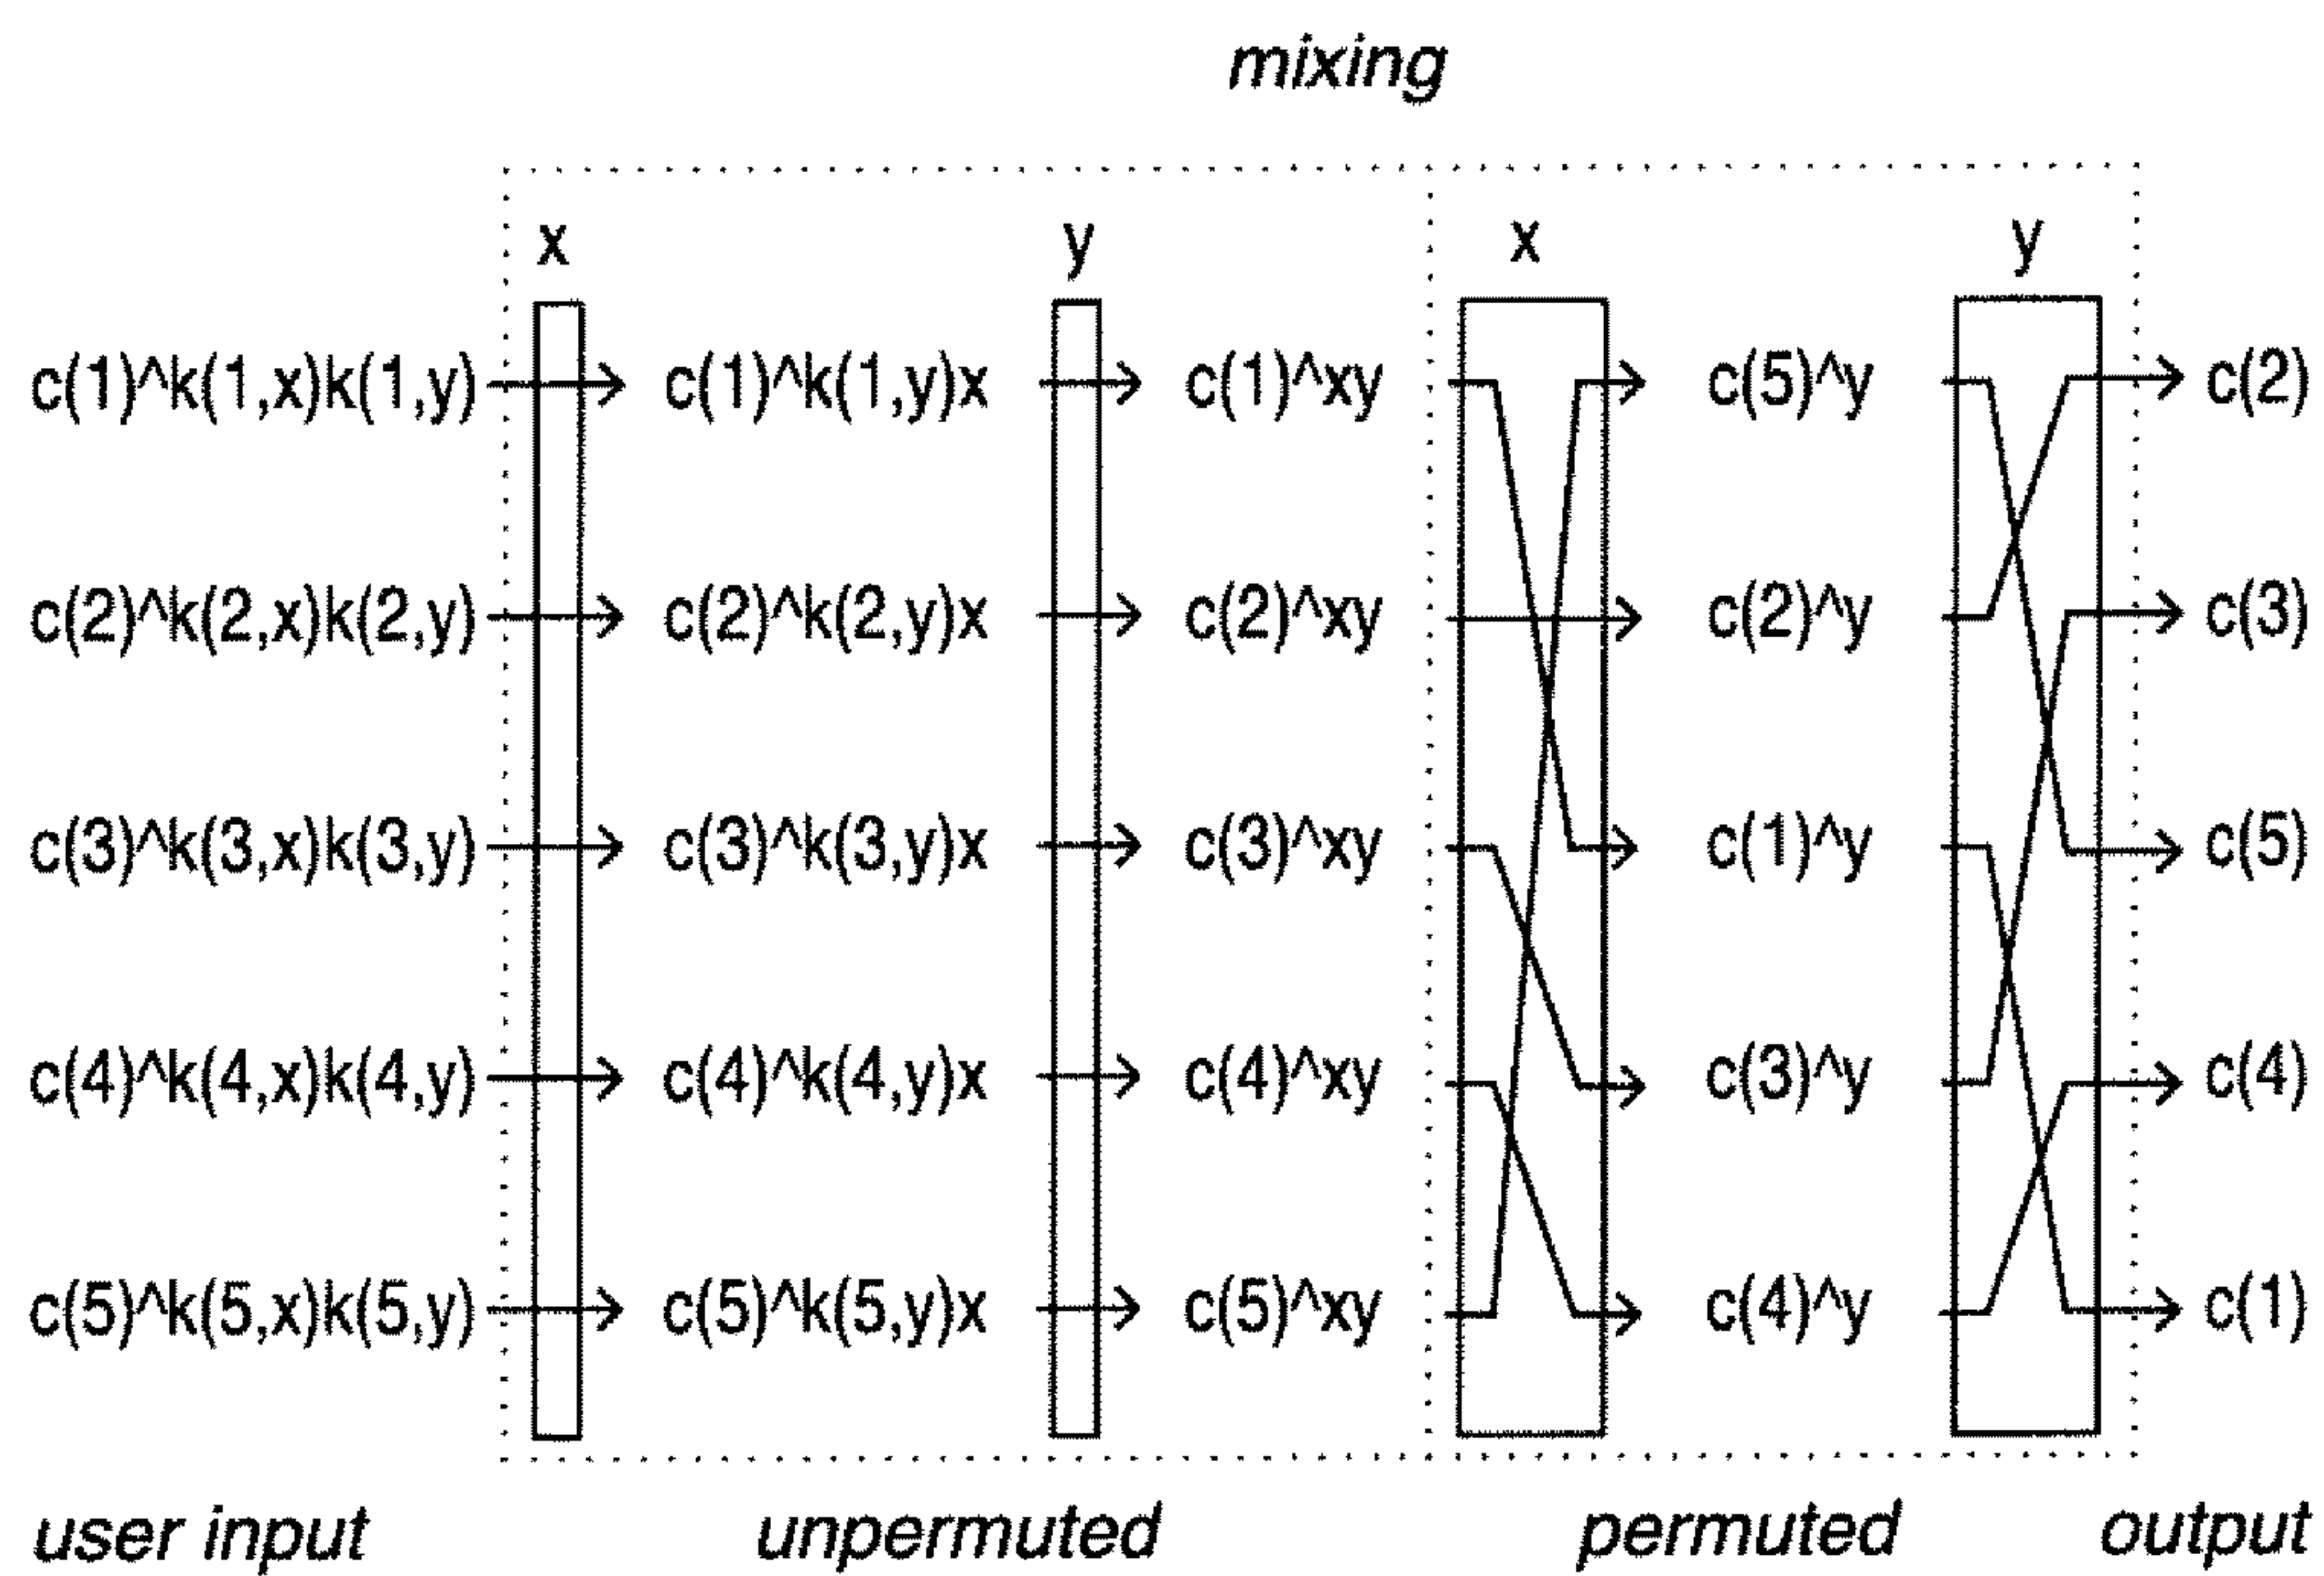 mixing
x y x y
c(1)^k(1,x)k(1,y) c(1)^k(1,y)x c(1)^xy c(5)^y c(2)
c(2)^k(2,x)k(2,y) c(2)^k(2,y)x c(2)^xy c(2)^y c(3)
c(3)^k(3,x)k(3,y) c(3)^k(3,y)x c(3)^xy c(1)^y c(5)
c(4)^k(4,x)k(4,y) c(4)^k(4,y)x c(4)^xy c(3)^y c(4)
c(5)^k(5,x)k(5,y) c(5)^k(5,y)x c(5)^xy c(4)^y c(1)
user input unpermuted permuted output